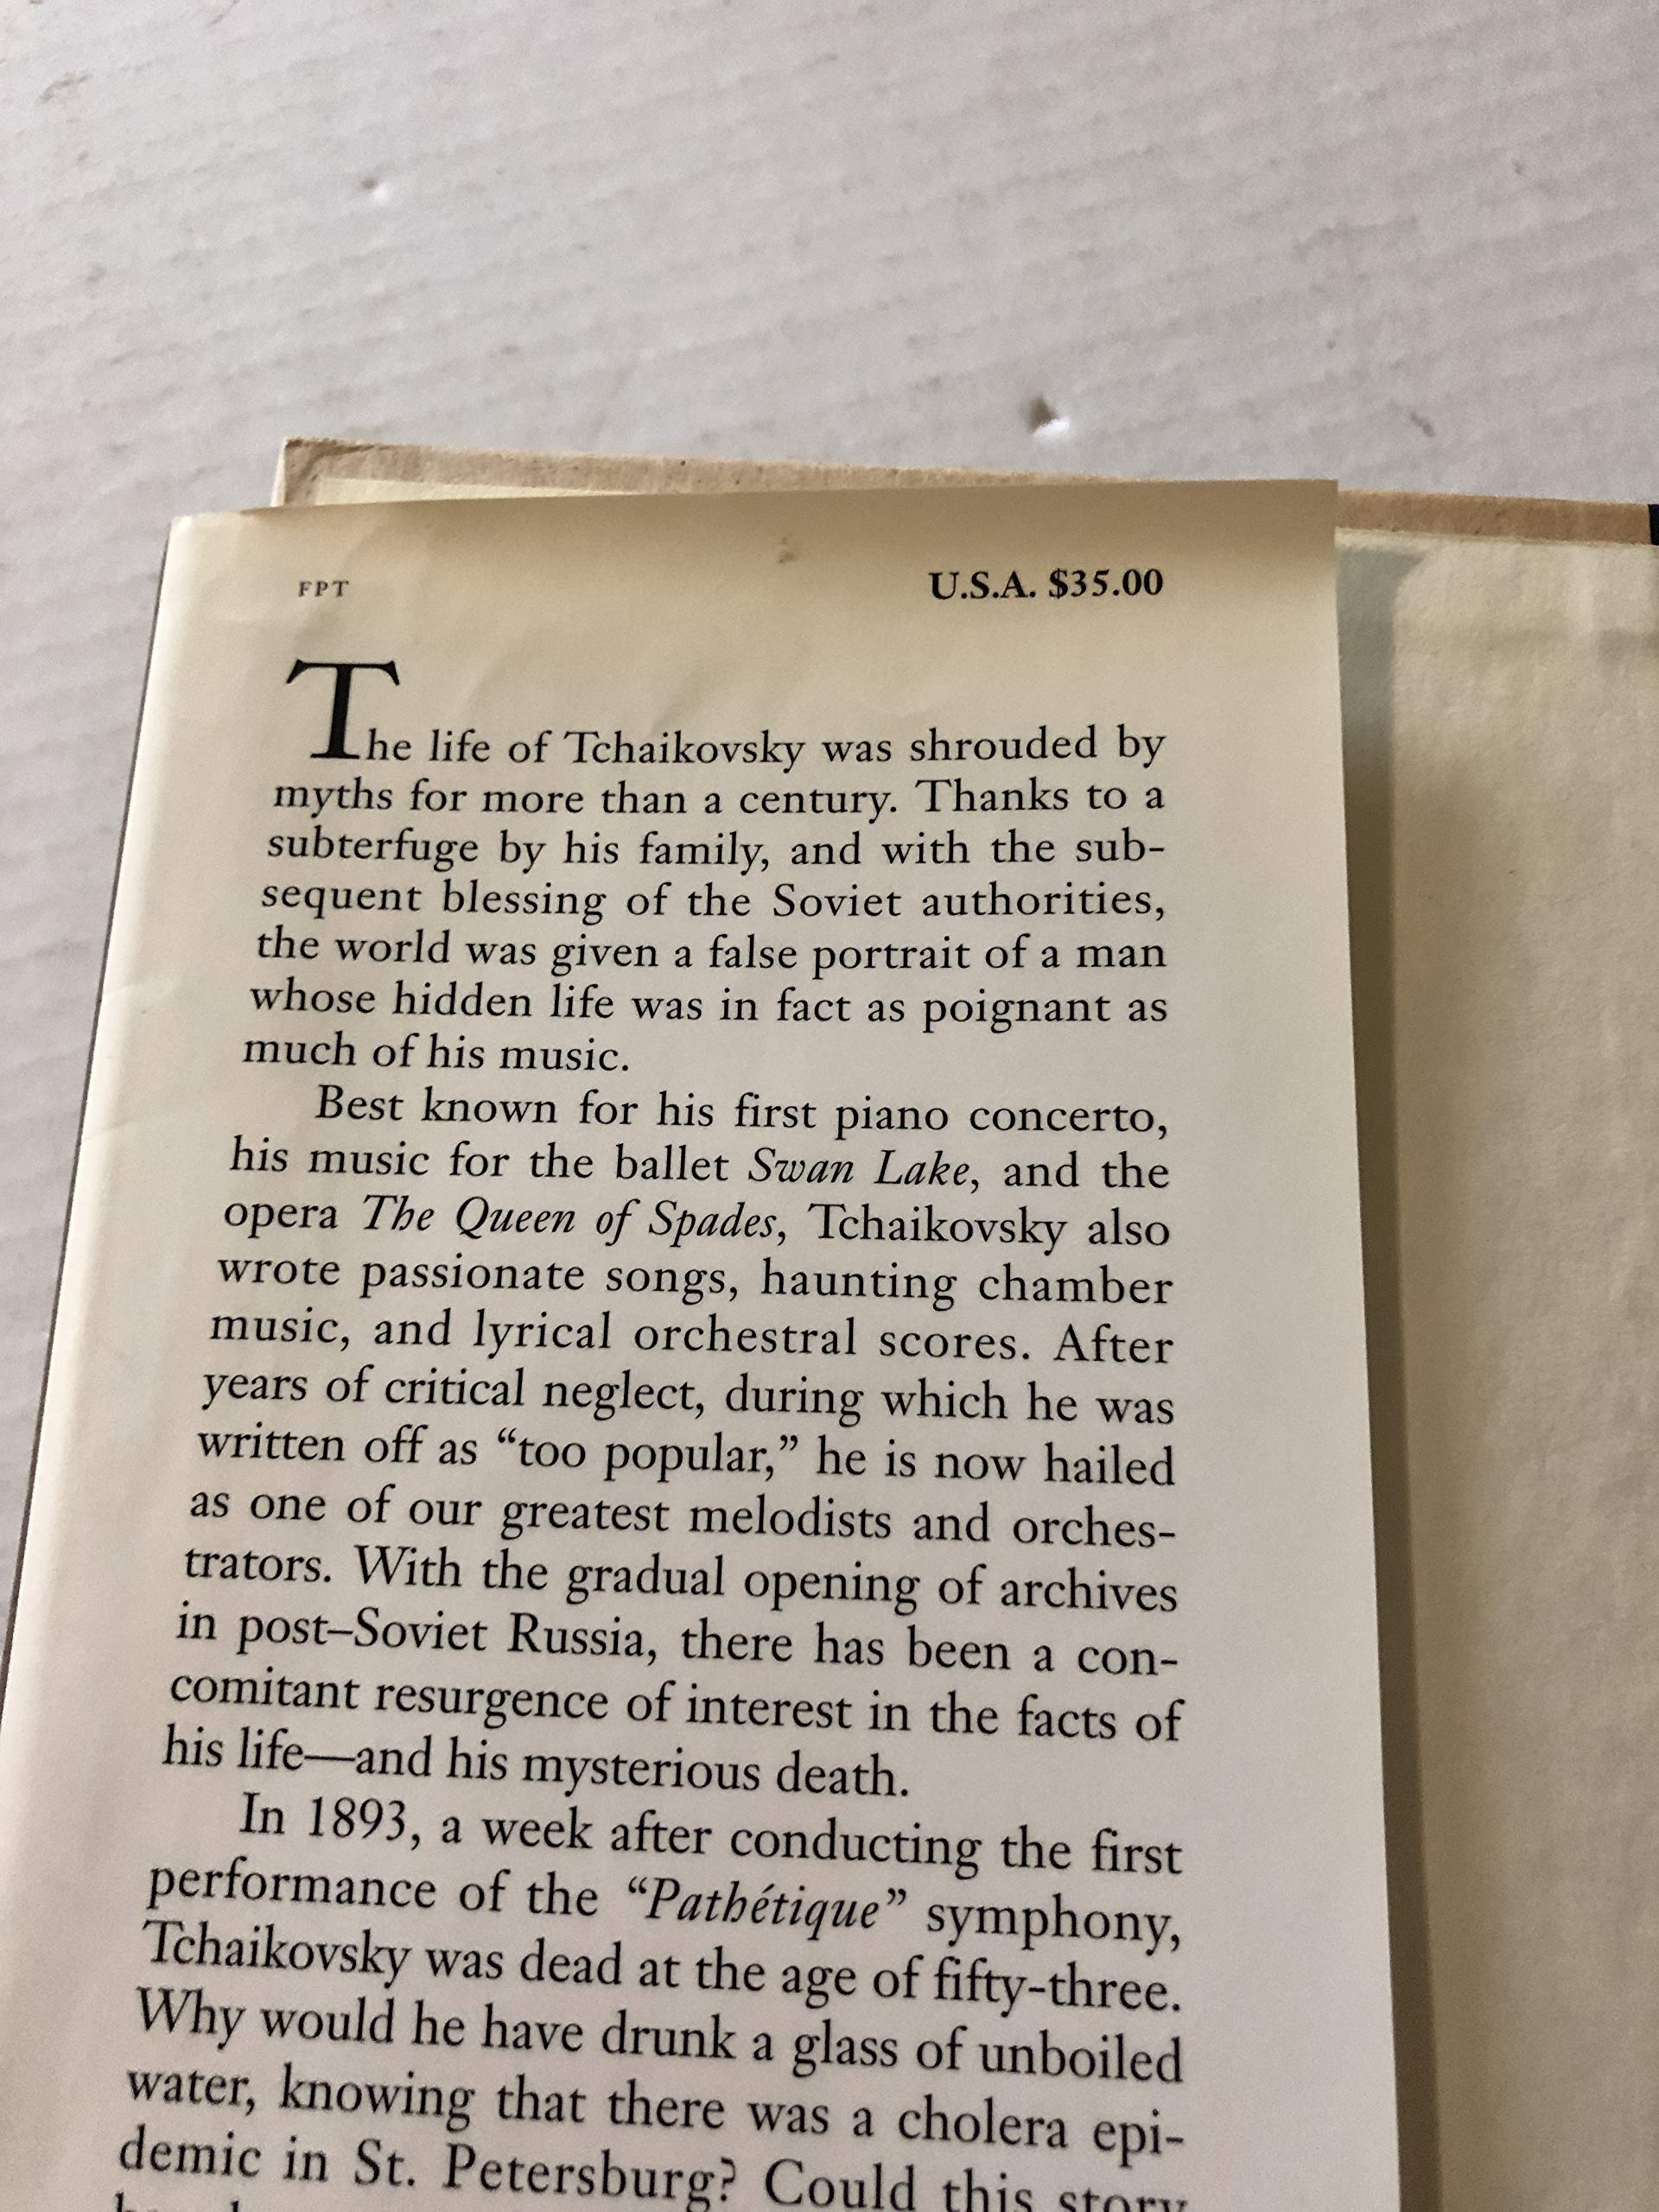 FPT
U.S.A. $35.00
The life of Tchaikovsky was shrouded by
myths for more than a century. Thanks to a
subterfuge by his family, and with the sub-
sequent blessing of the Soviet authorities,
the world was given a false portrait of a man
whose hidden life was in fact as poignant as
much of his music.
Best known for his first piano concerto,
his music for the ballet Swan Lake, and the
opera The Queen of Spades, Tchaikovsky also
wrote passionate songs, haunting chamber
music, and lyrical orchestral scores. After
years of critical neglect, during which he was
written off as “too popular,” he is now hailed
as one of our greatest melodists and orches-
trators. With the gradual opening of archives
in post–Soviet Russia, there has been a con-
comitant resurgence of interest in the facts of
his life—and his mysterious death.
In 1893, a week after conducting the first
performance of the “Pathétique” symphony,
Tchaikovsky was dead at the age of fifty-three.
Why would he have drunk a glass of unboiled
water, knowing that there was a cholera epi-
demic in St. Petersburg? Could this story